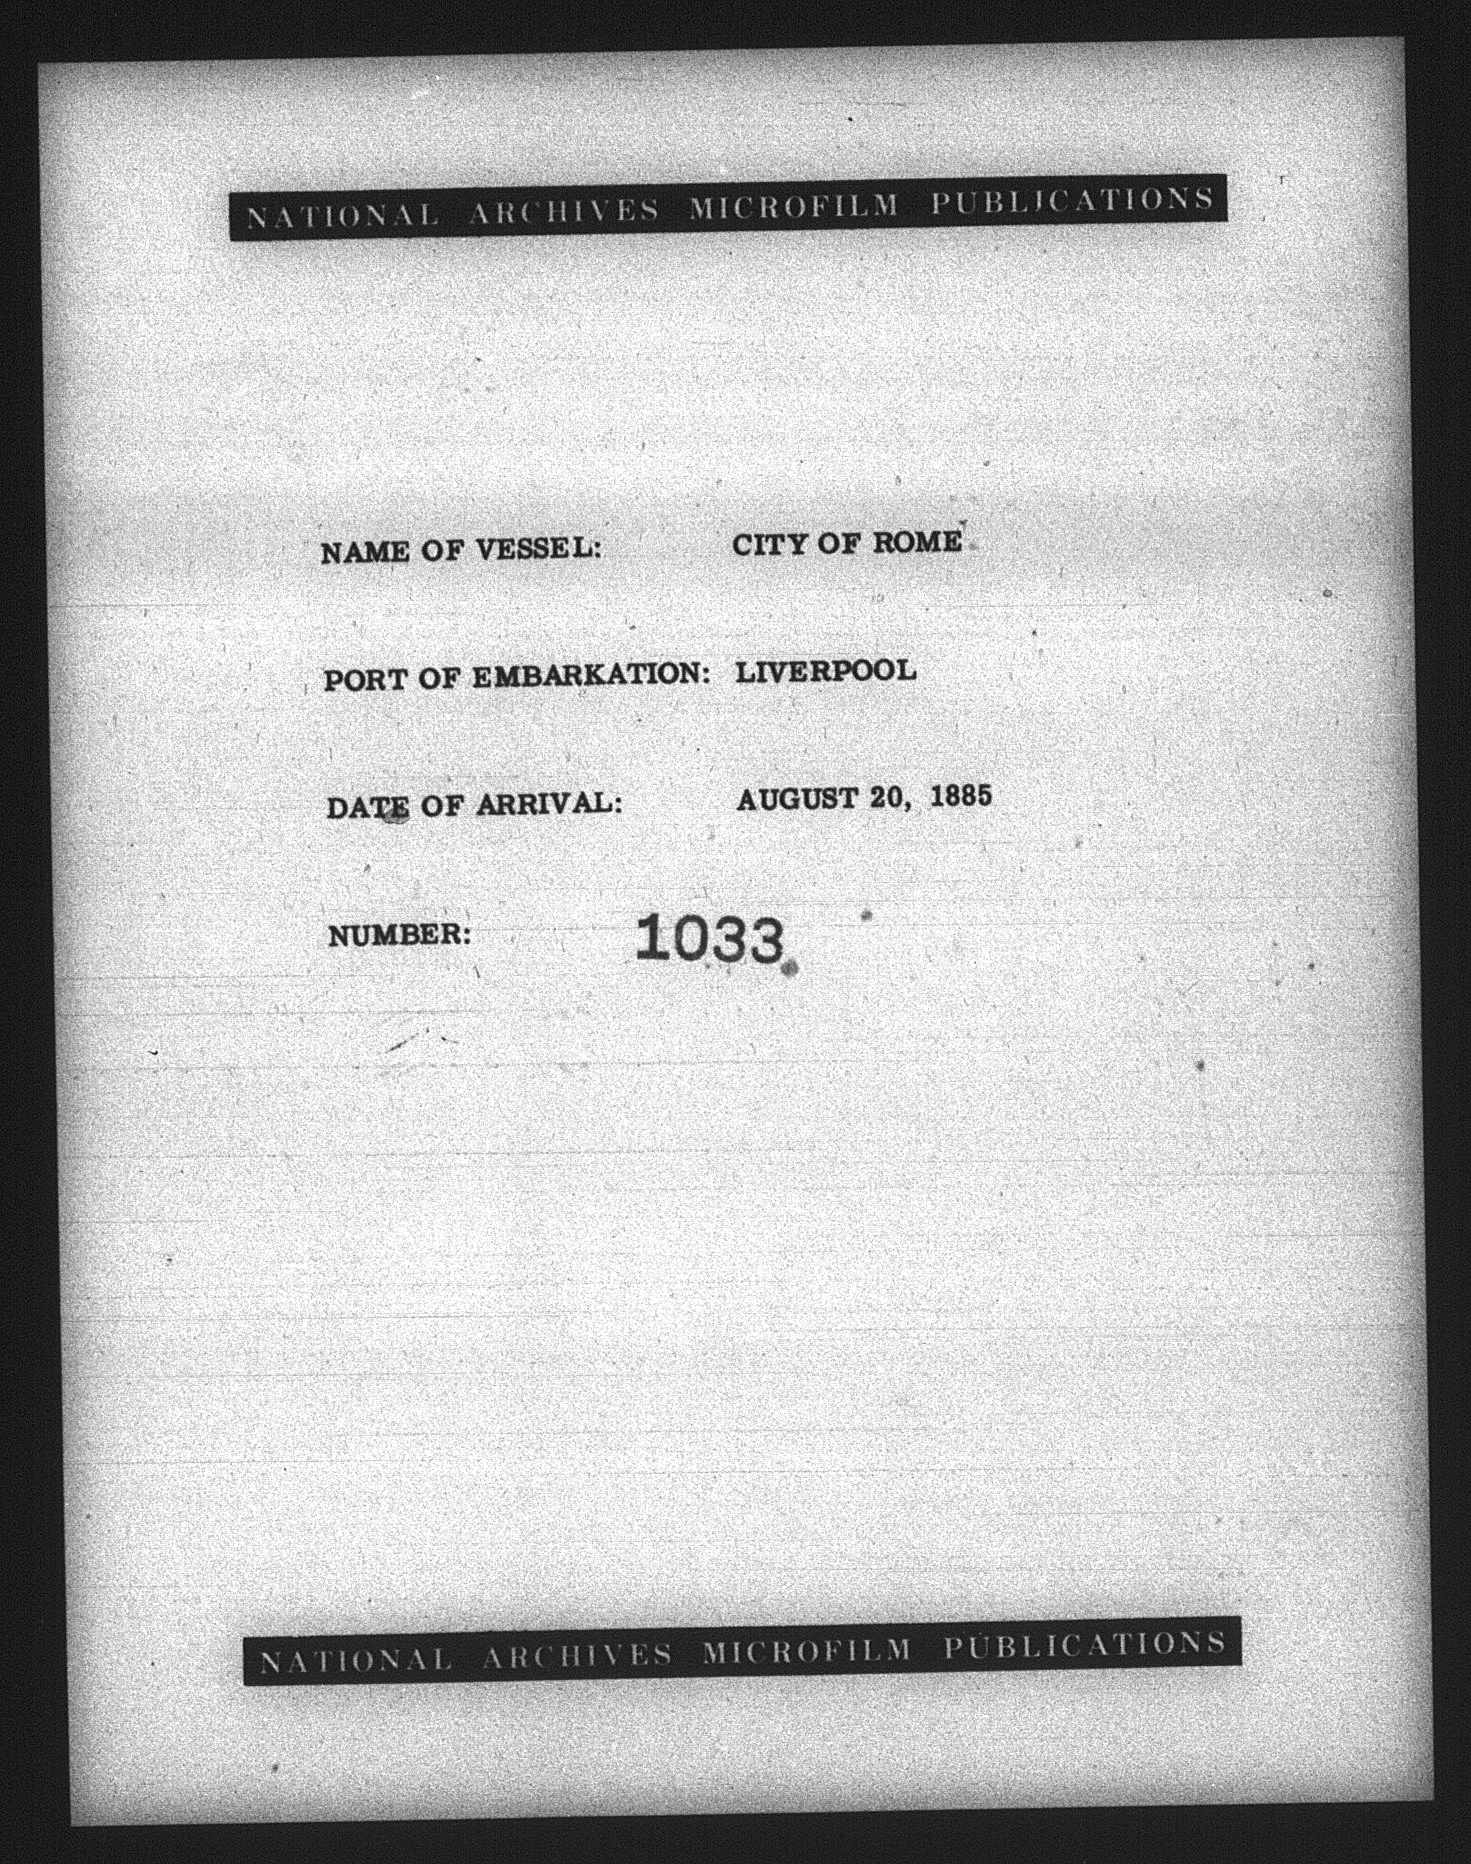 NATIONAL ARCHIVES MICROFILM PUBLICATIONS
NAME OF VESSEL: CITY OF ROME
PORT OF EMBARKATION: LIVERPOOL
DATE OF ARRIVAL: AUGUST 20, 1885
NUMBER: 1033
NATIONAL ARCHIVES MICROFILM PUBLICATIONS